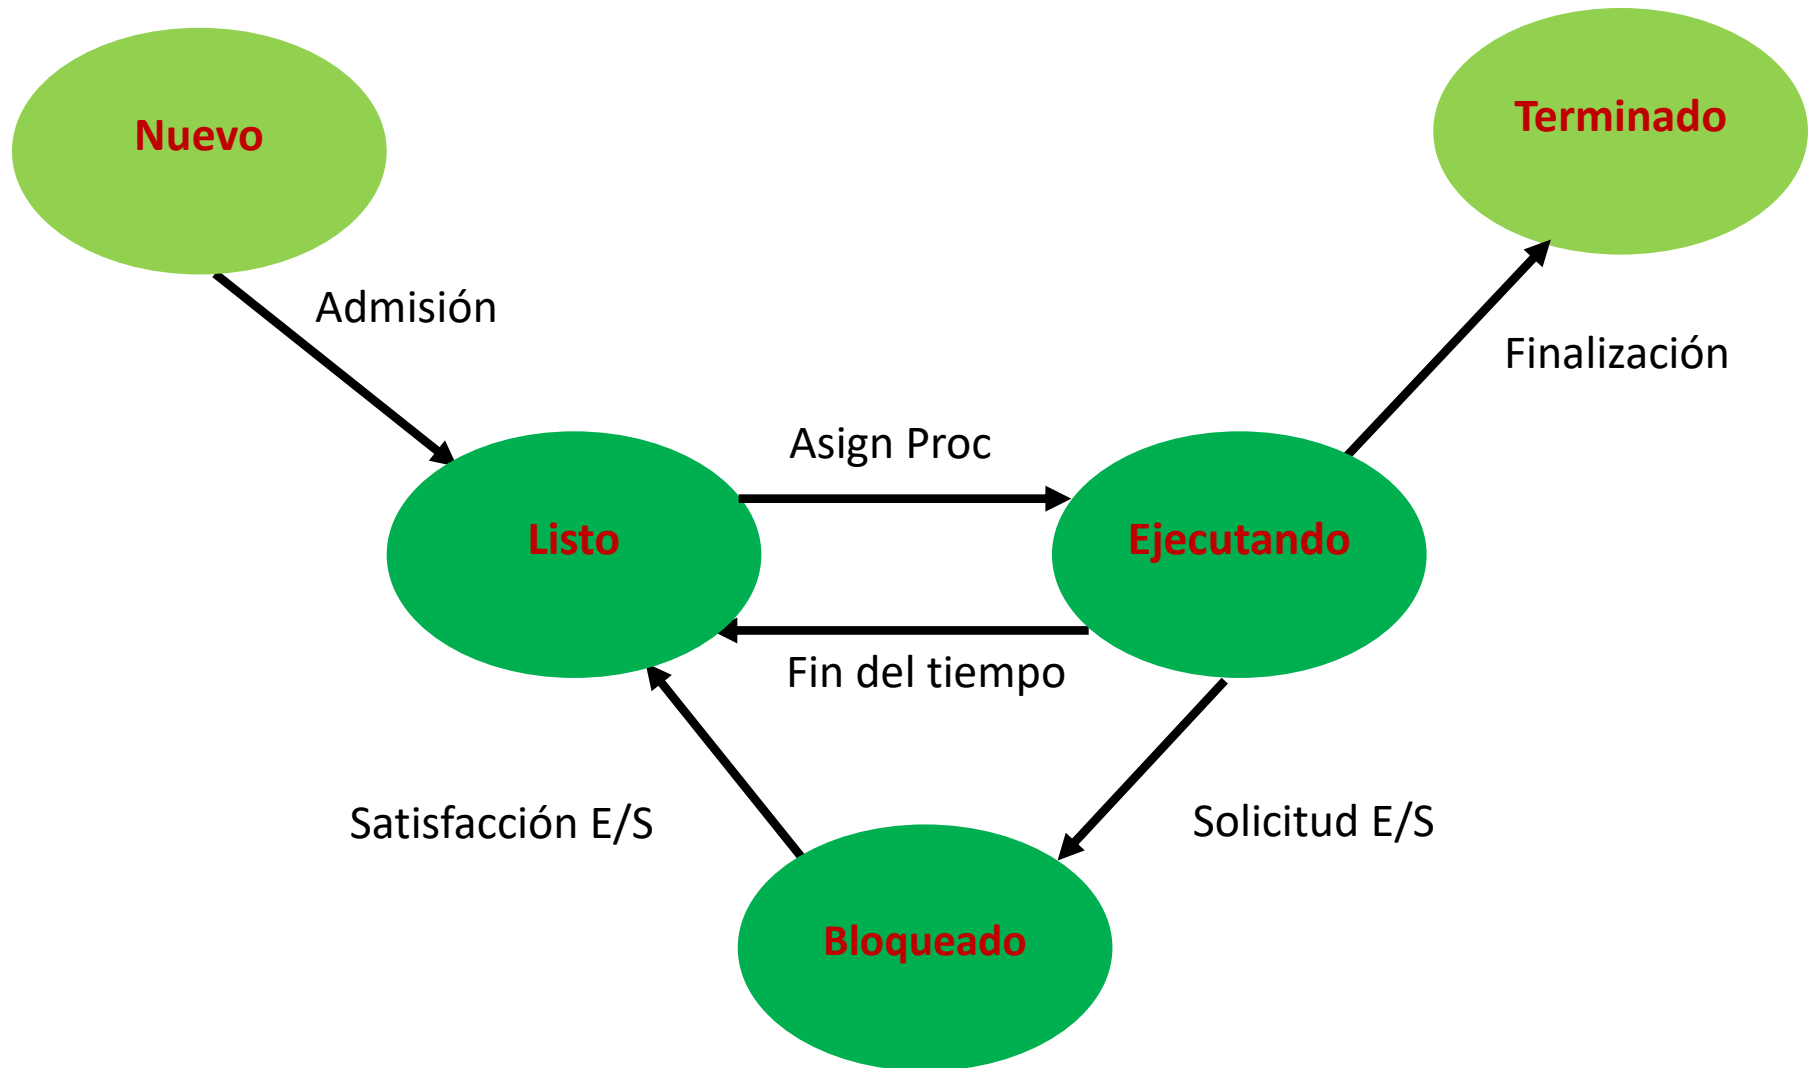 Nuevo
Terminado
Admisión
Finalización
Asign Proc
Listo
Ejecutando
Fin del tiempo
Satisfacción E/S
Solicitud E/S
Bloqueado